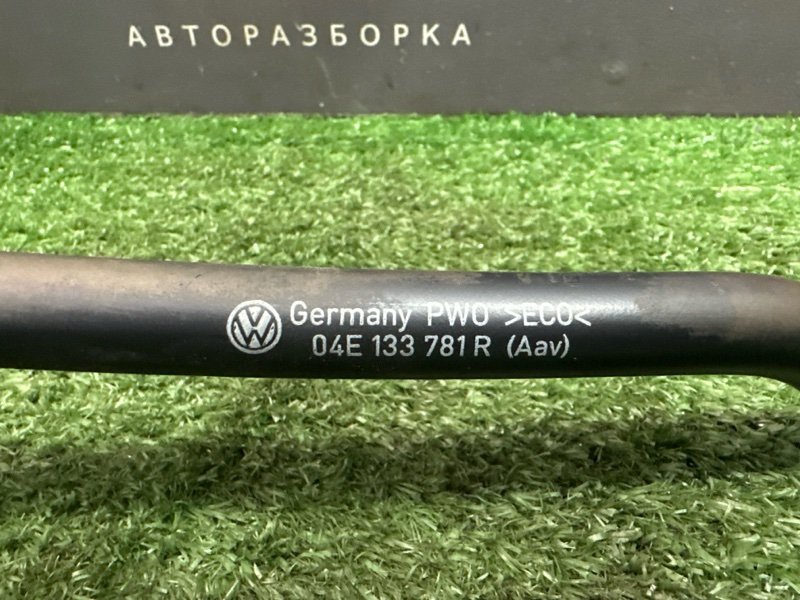 АВТОРАЗБОРКА
Germany PWO >ECO<
04E 133 781 R (Aav)